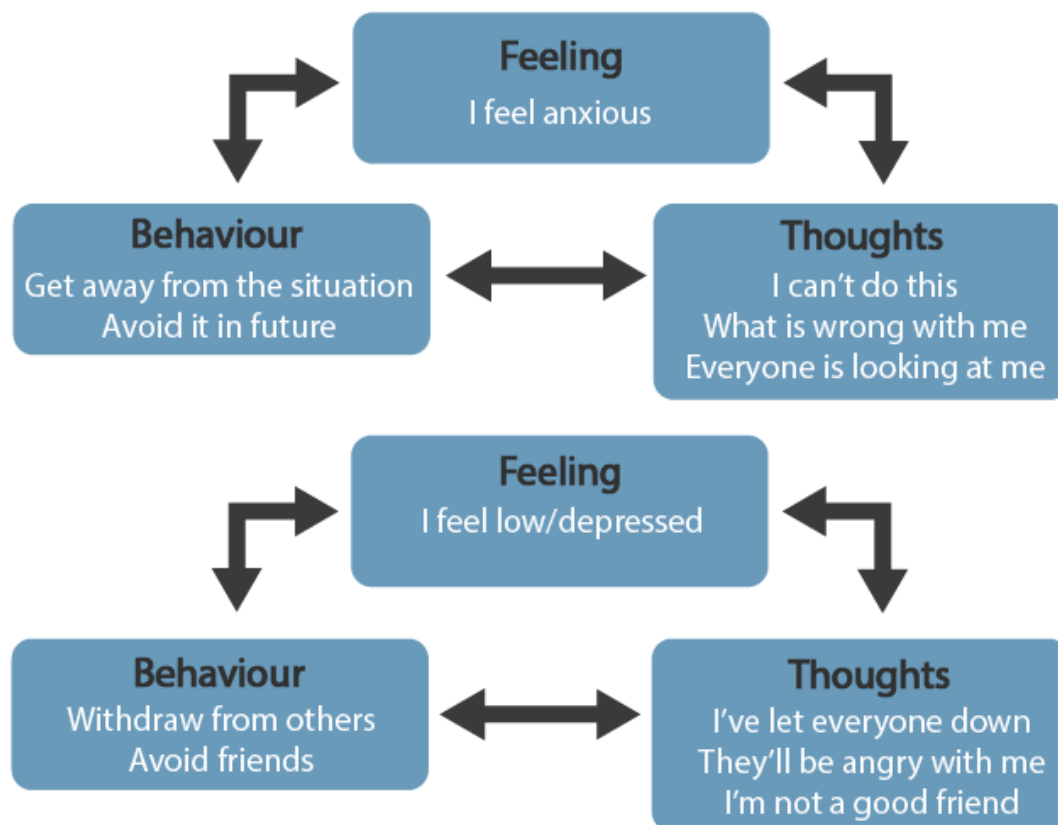 Feeling
I feel anxious
Behaviour
Get away from the situation
Avoid it in future
Thoughts
I can’t do this
What is wrong with me
Everyone is looking at me
Feeling
I feel low/depressed
Behaviour
Withdraw from others
Avoid friends
Thoughts
I’ve let everyone down
They’ll be angry with me
I’m not a good friend